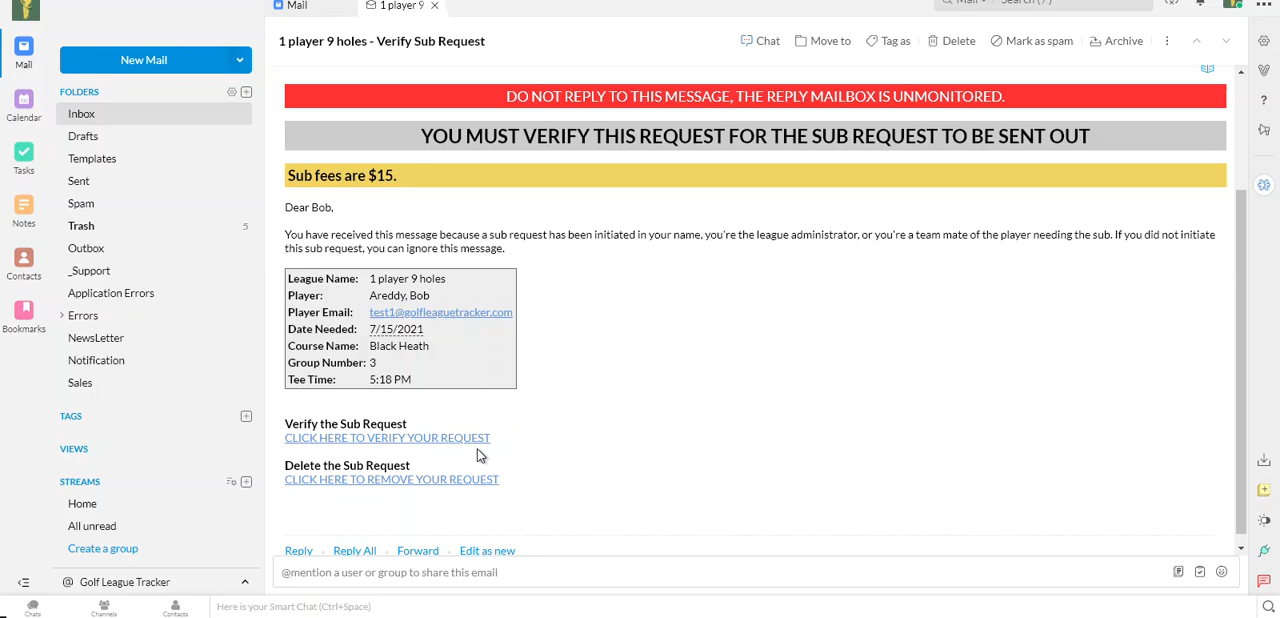 Mail
1 player 9
Mail
Search (/)
1 player 9 holes - Verify Sub Request
Chat
Move to
Tag as
Delete
Mark as spam
Archive
Mail
Calendar
Tasks
Notes
Contacts
Bookmarks
New Mail
FOLDERS
Inbox
Drafts
Templates
Sent
Spam
Trash 5
Outbox
_Support
Application Errors
Errors
NewsLetter
Notification
Sales
TAGS
VIEWS
STREAMS
Home
All unread
Create a group
@ Golf League Tracker
DO NOT REPLY TO THIS MESSAGE, THE REPLY MAILBOX IS UNMONITORED.
YOU MUST VERIFY THIS REQUEST FOR THE SUB REQUEST TO BE SENT OUT
Sub fees are $15.
Dear Bob,
You have received this message because a sub request has been initiated in your name, you're the league administrator, or you're a team mate of the player needing the sub. If you did not initiate
this sub request, you can ignore this message.
League Name: 1 player 9 holes
Player: Areddy, Bob
Player Email: test1@golfleaguetracker.com
Date Needed: 7/15/2021
Course Name: Black Heath
Group Number: 3
Tee Time: 5:18 PM
Verify the Sub Request
CLICK HERE TO VERIFY YOUR REQUEST
Delete the Sub Request
CLICK HERE TO REMOVE YOUR REQUEST
Reply
Reply All
Forward
Edit as new
@mention a user or group to share this email
Chats
Channels
Contacts
Here is your Smart Chat (Ctrl+Space)